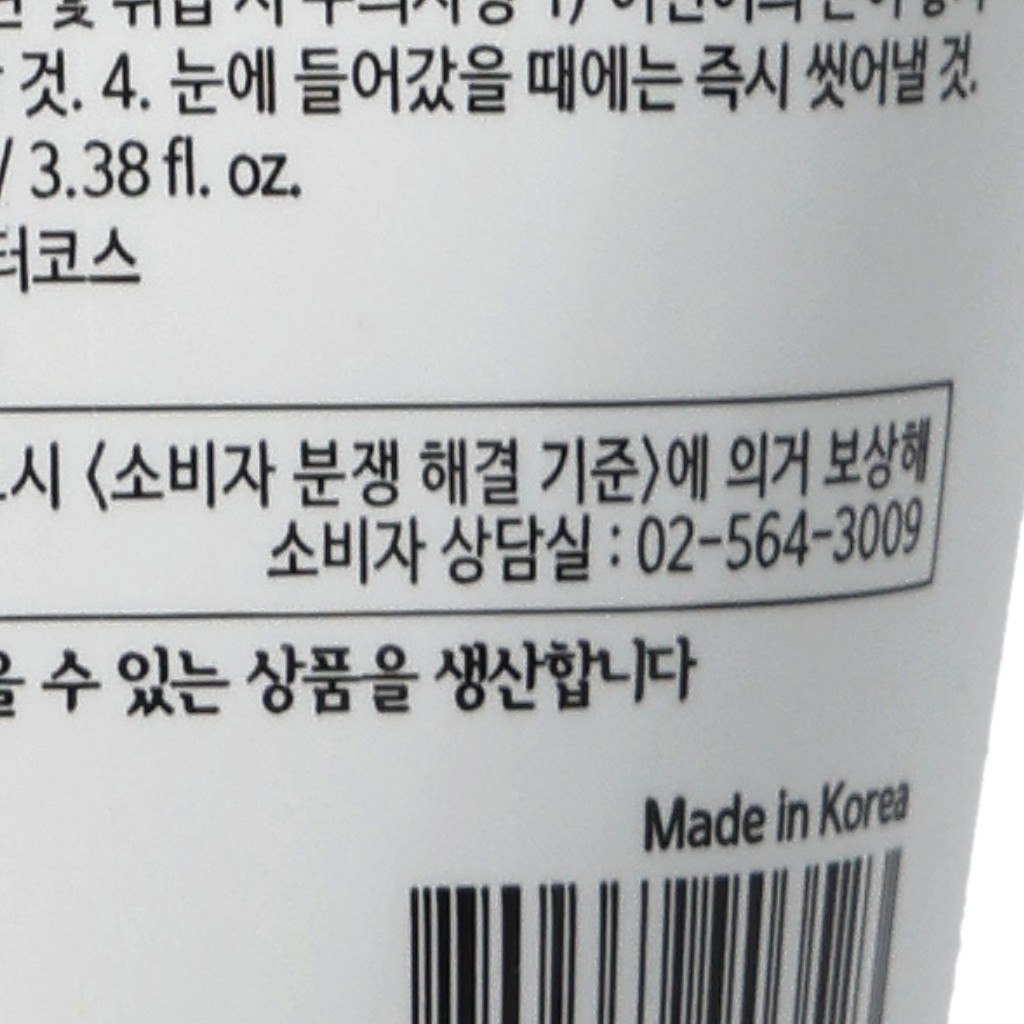 것. 4. 눈에 들어갔을 때에는 즉시 씻어낼 것.
/ 3.38 fl. oz.
터코스
시 〈소비자 분쟁 해결 기준〉에 의거 보상해
소비자 상담실 : 02-564-3009
을 수 있는 상품을 생산합니다
Made in Korea